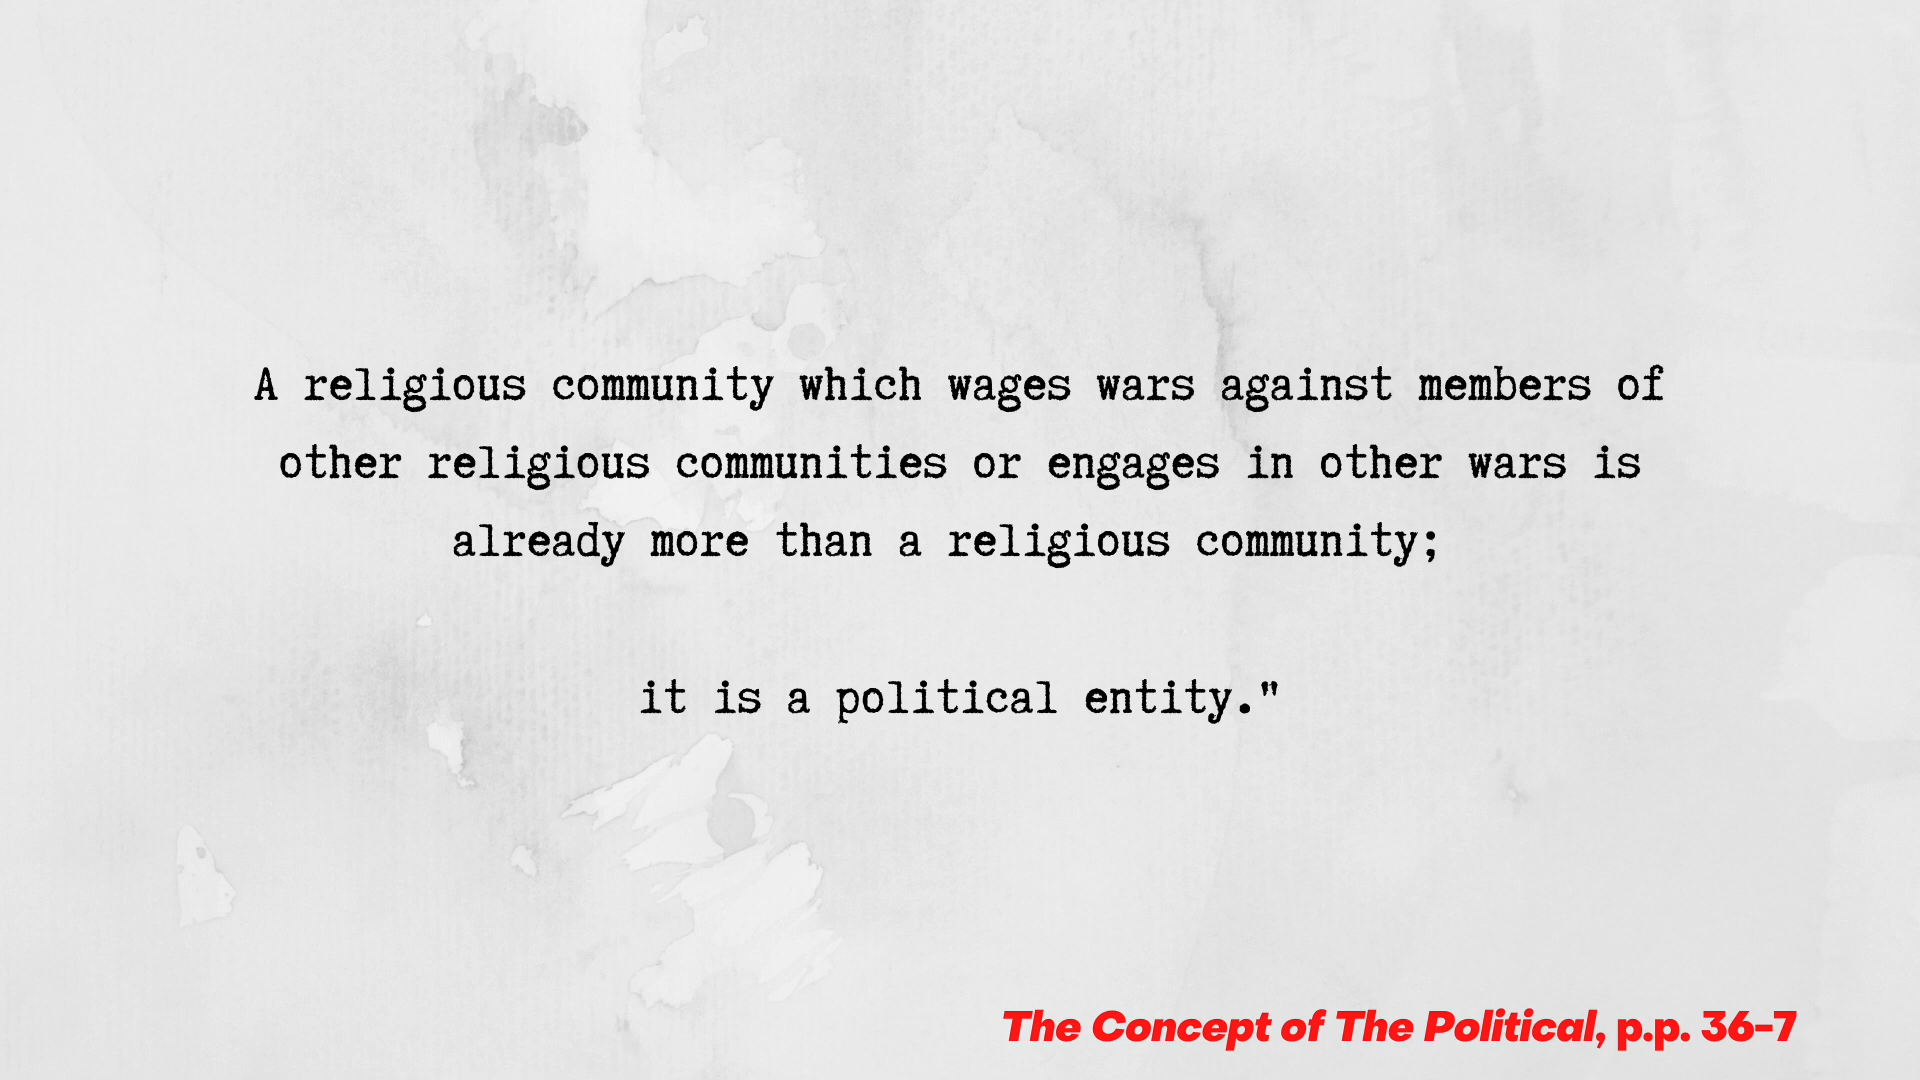 A religious community which wages wars against members of
other religious communities or engages in other wars is
already more than a religious community;
it is a political entity."
The Concept of The Political, p.p. 36-7